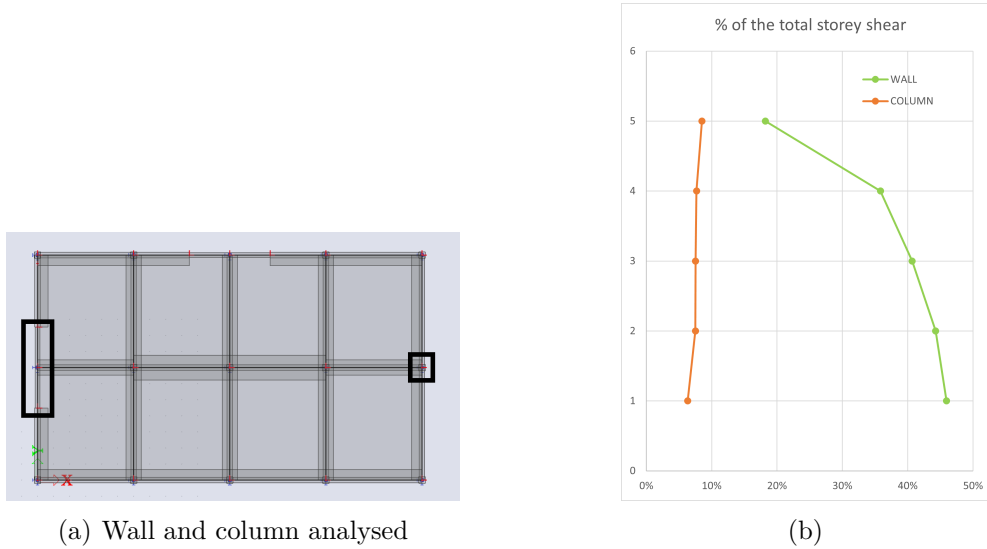 % of the total storey shear
6
WALL
COLUMN
5
4
3
2
1
0
0% 10% 20% 30% 40% 50%
Y
X
(a) Wall and column analysed
(b)